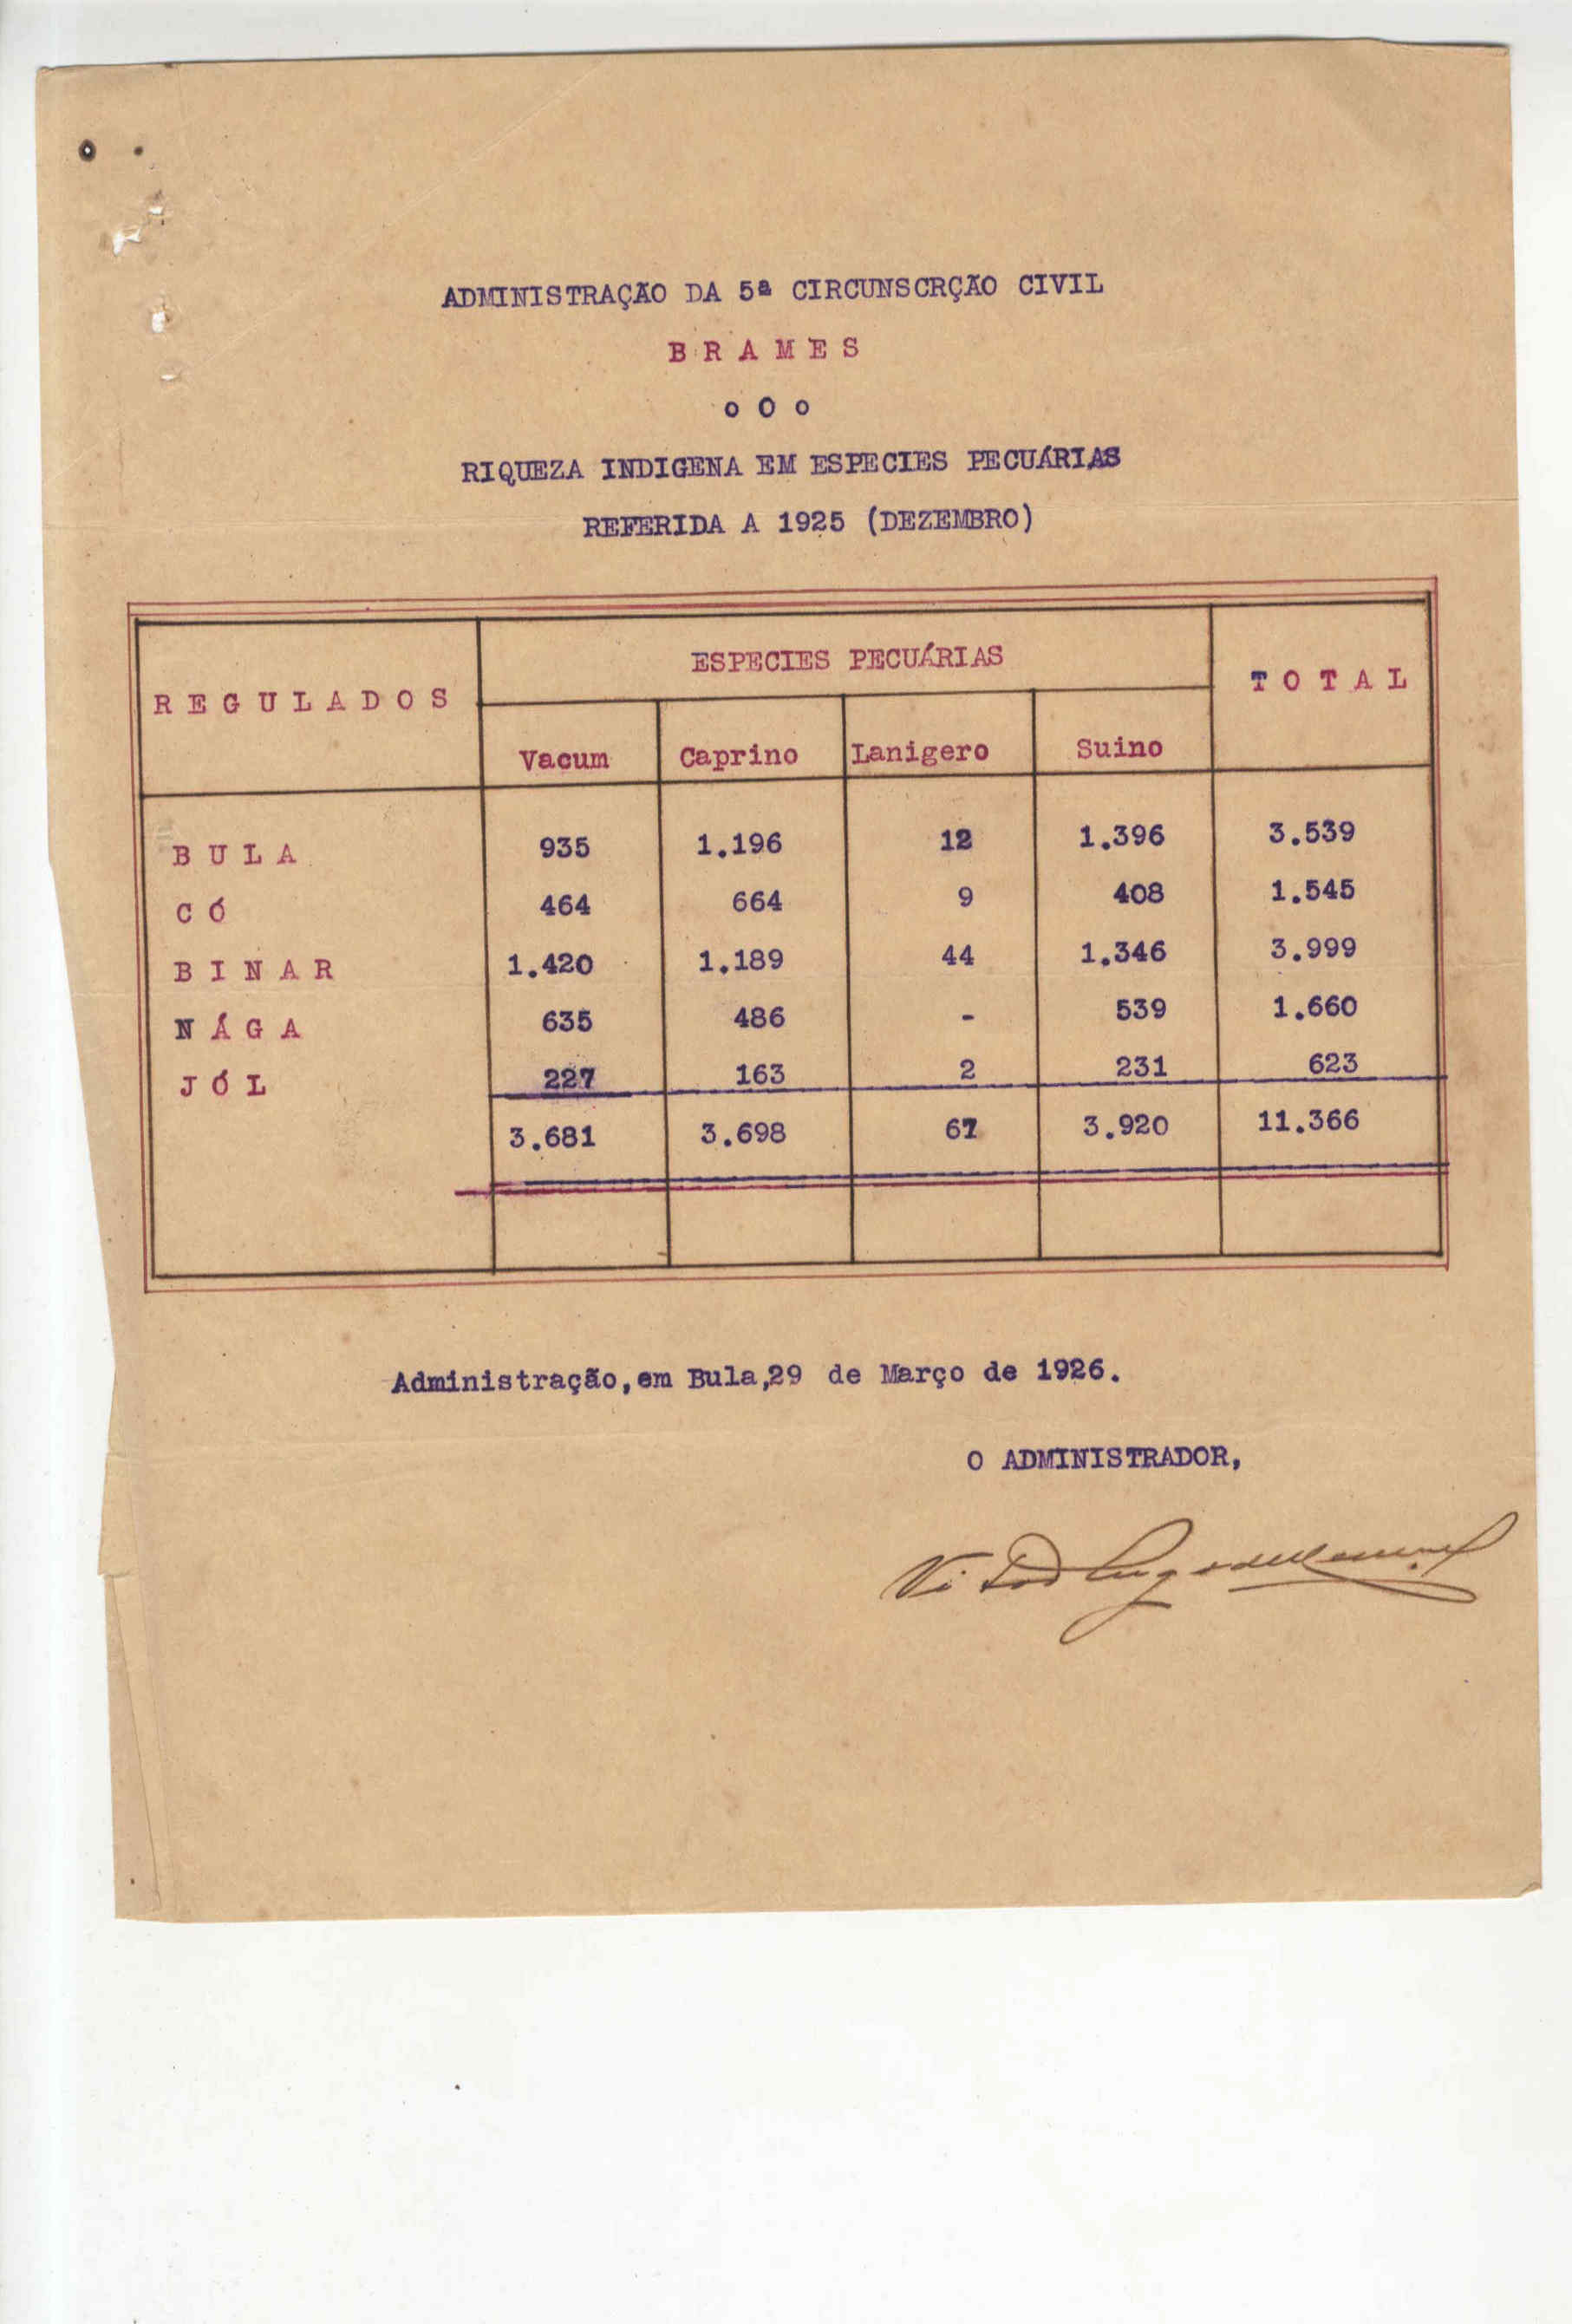 ADMINISTRAÇÃO DA 5ª CIRCUNSCRÇÃO CIVIL
B R A M E S
o O o
RIQUEZA INDIGENA EM ESPECIES PECUÁRIAS
REFERIDA A 1925 (DEZEMBRO)
R E G U L A D O S ESPECIES PECUÁRIAS T O T A L
Vacum Caprino Lanigero Suino
B U L A 935 1.196 12 1.396 3.539
C Ó 464 664 9 408 1.545
B I N A R 1.420 1.189 44 1.346 3.999
N Á G A 635 486 - 539 1.660
J Ó L 227 163 2 231 623
3.681 3.698 67 3.920 11.366
Administração,em Bula,29 de Março de 1926.
O ADMINISTRADOR,